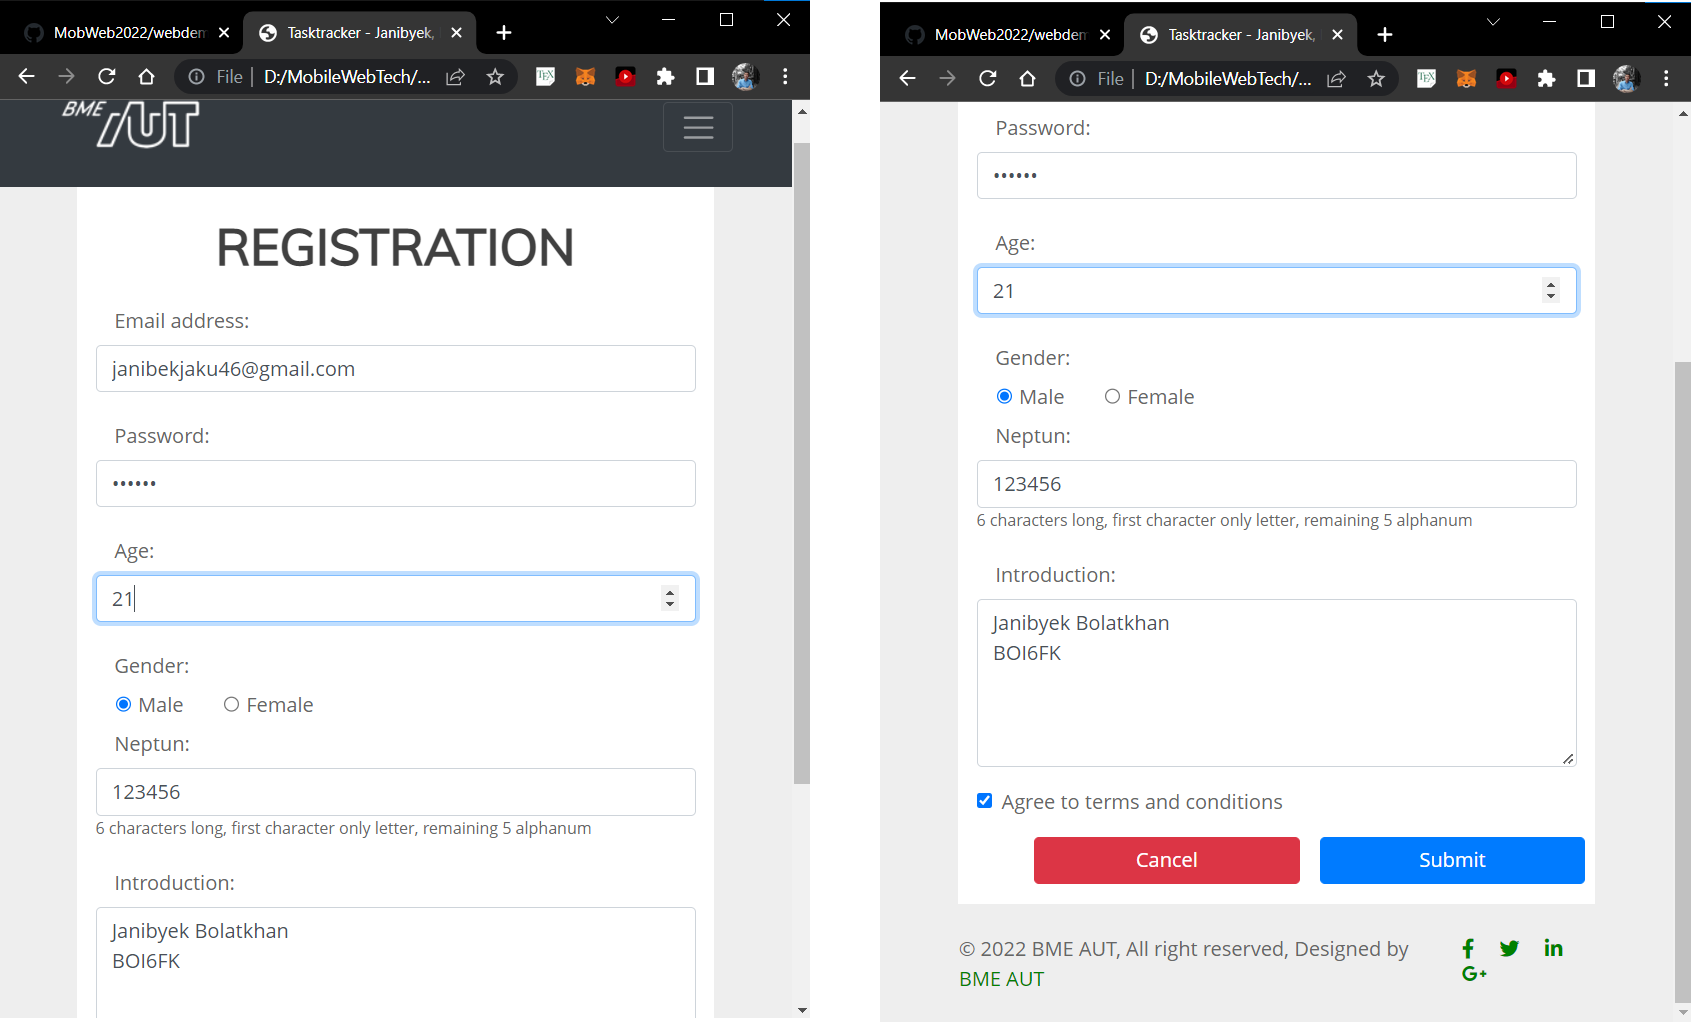 MobWeb2022/webdem
Tasktracker - Janibyek,
File
D:/MobileWebTech/...
TEX
BME AUT
REGISTRATION
Email address:
janibekjaku46@gmail.com
Password:
••••••
Age:
21
Gender:
Male Female
Neptun:
123456
6 characters long, first character only letter, remaining 5 alphanum
Introduction:
Janibyek Bolatkhan
BOI6FK
MobWeb2022/webdem
Tasktracker - Janibyek,
File
D:/MobileWebTech/...
TEX
Password:
••••••
Age:
21
Gender:
Male Female
Neptun:
123456
6 characters long, first character only letter, remaining 5 alphanum
Introduction:
Janibyek Bolatkhan
BOI6FK
Agree to terms and conditions
Cancel Submit
© 2022 BME AUT, All right reserved, Designed by
BME AUT